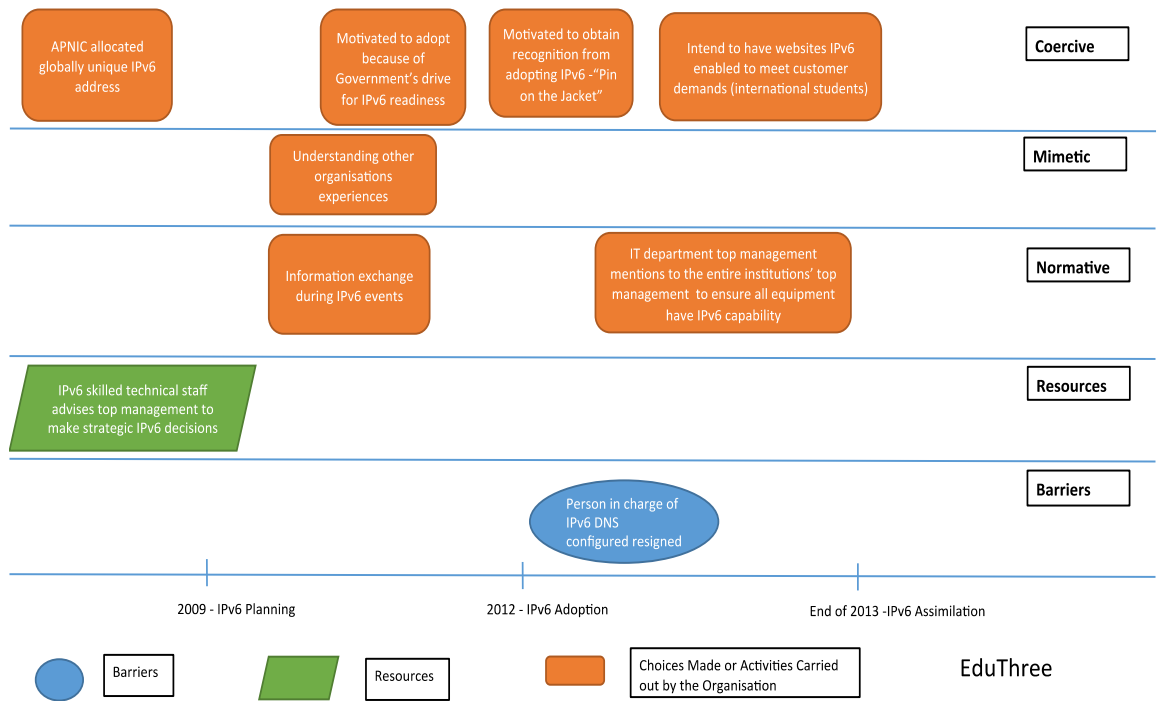 APNIC allocated
globally unique IPv6
address
Motivated to adopt
because of
Government’s drive
for IPv6 readiness
Motivated to obtain
recognition from
adopting IPv6 -“Pin
on the Jacket”
Intend to have websites IPv6
enabled to meet customer
demands (international students)
Coercive
Understanding other
organisations
experiences
Mimetic
Information exchange
during IPv6 events
IT department top management
mentions to the entire institutions’ top
management to ensure all equipment
have IPv6 capability
Normative
IPv6 skilled technical staff
advises top management to
make strategic IPv6 decisions
Resources
Person in charge of
IPv6 DNS
configured resigned
Barriers
2009 - IPv6 Planning
2012 - IPv6 Adoption
End of 2013 -IPv6 Assimilation
Barriers
Resources
Choices Made or Activities Carried
out by the Organisation
EduThree